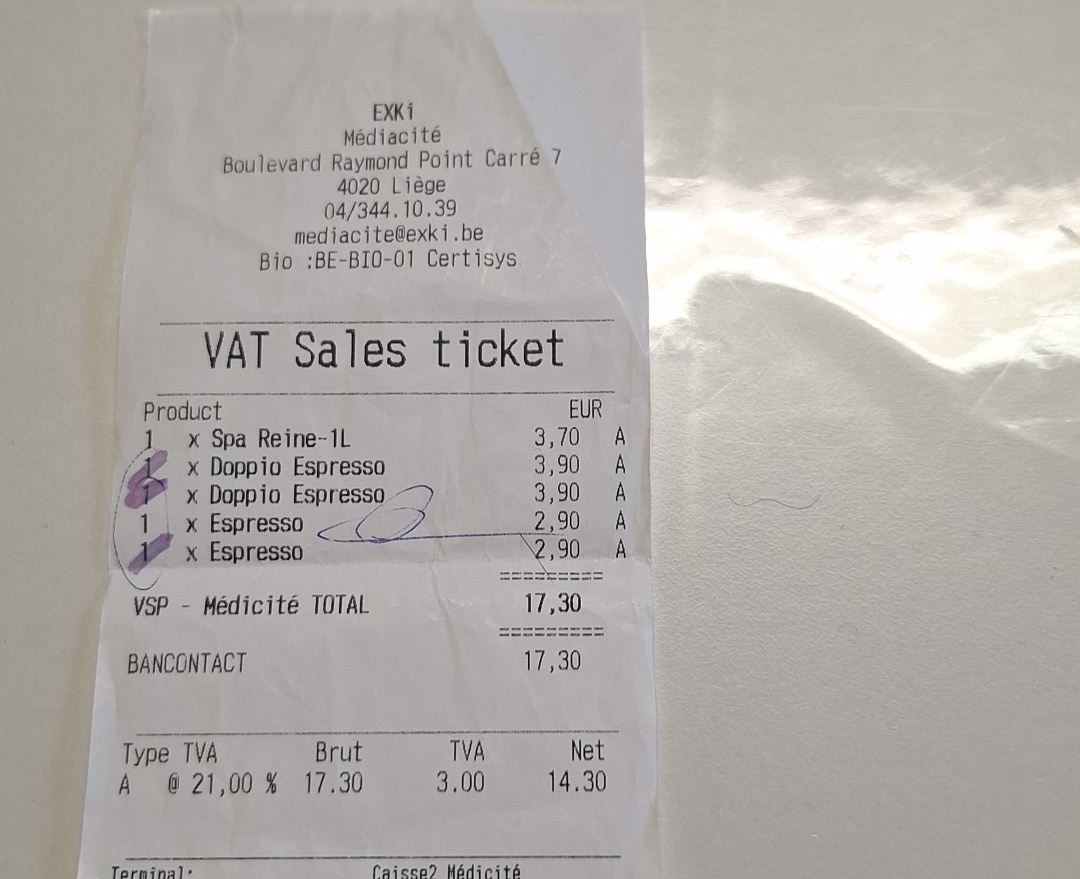 EXKi
Médiacité
Boulevard Raymond Point Carré 7
4020 Liège
04/344.10.39
mediacite@exki.be
Bio :BE-BIO-01 Certisys
VAT Sales ticket
Product EUR
1 x Spa Reine-1L 3,70 A
1 x Doppio Espresso 3,90 A
1 x Doppio Espresso 3,90 A
1 x Espresso 2,90 A
1 x Espresso 2,90 A
=========
VSP - Médicité TOTAL 17,30
=========
BANCONTACT 17,30
Type TVA Brut TVA Net
A @ 21,00 % 17.30 3.00 14.30
Terminal: Caisse2 Médicité